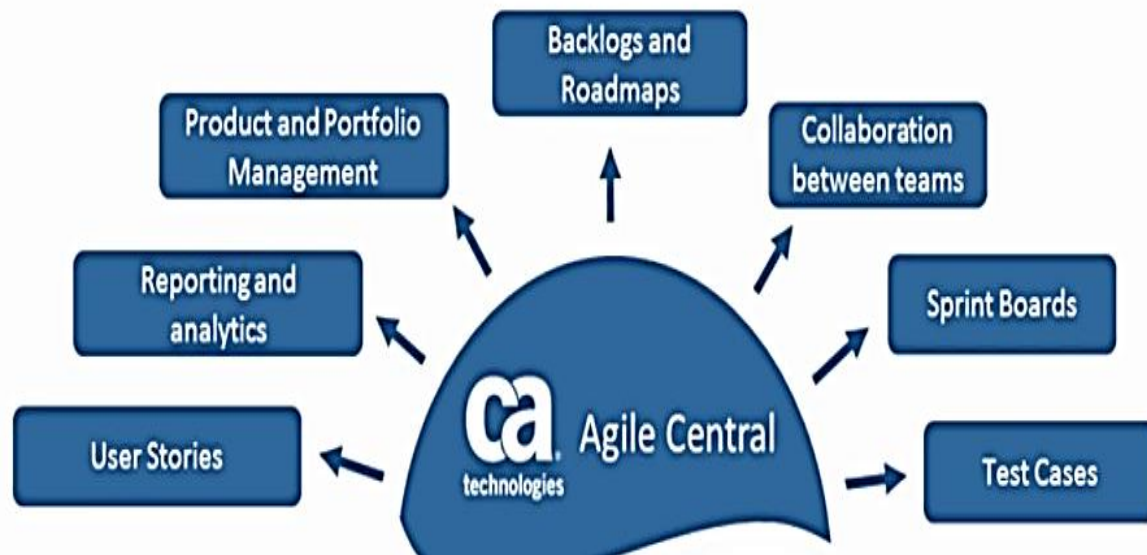 Backlogs and
Roadmaps
Product and Portfolio
Management
Collaboration
between teams
Reporting and
analytics
Sprint Boards
User Stories
ca
technologies
Agile Central
Test Cases